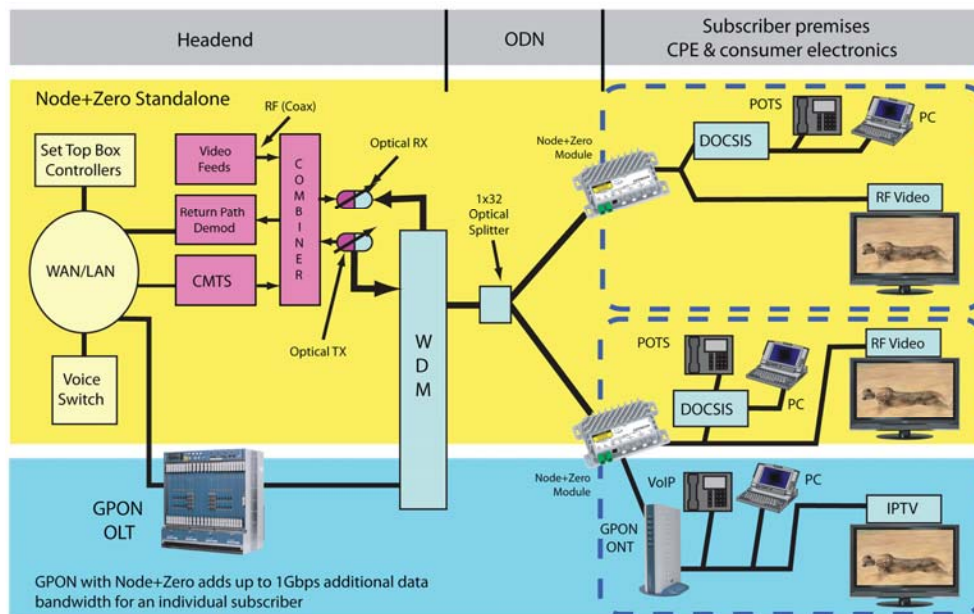 Headend
ODN
Subscriber premises
CPE & consumer electronics
Node+Zero Standalone
RF (Coax)
Set Top Box
Controllers
Video
Feeds
Return Path
Demod
CMTS
WAN/LAN
Voice
Switch
COMBINER
Optical RX
Optical TX
WDM
1x32
Optical
Splitter
Node+Zero
Module
DOCSIS
POTS
PC
RF Video
POTS
PC
DOCSIS
RF Video
Node+Zero
Module
GPON
OLT
VoIP
PC
GPON
ONT
IPTV
GPON with Node+Zero adds up to 1Gbps additional data
bandwidth for an individual subscriber